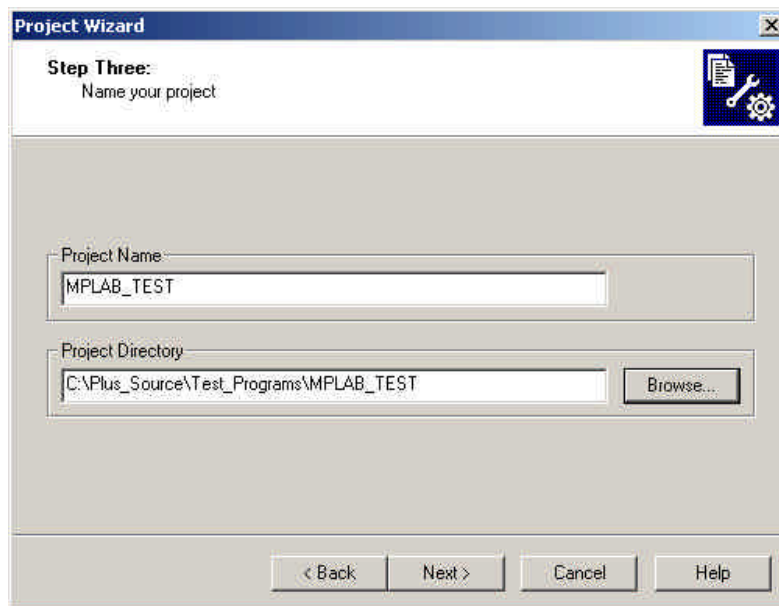 Project Wizard
Step Three:
Name your project
Project Name
MPLAB_TEST
Project Directory
C:\Plus_Source\Test_Programs\MPLAB_TEST
Browse...
< Back
Next >
Cancel
Help